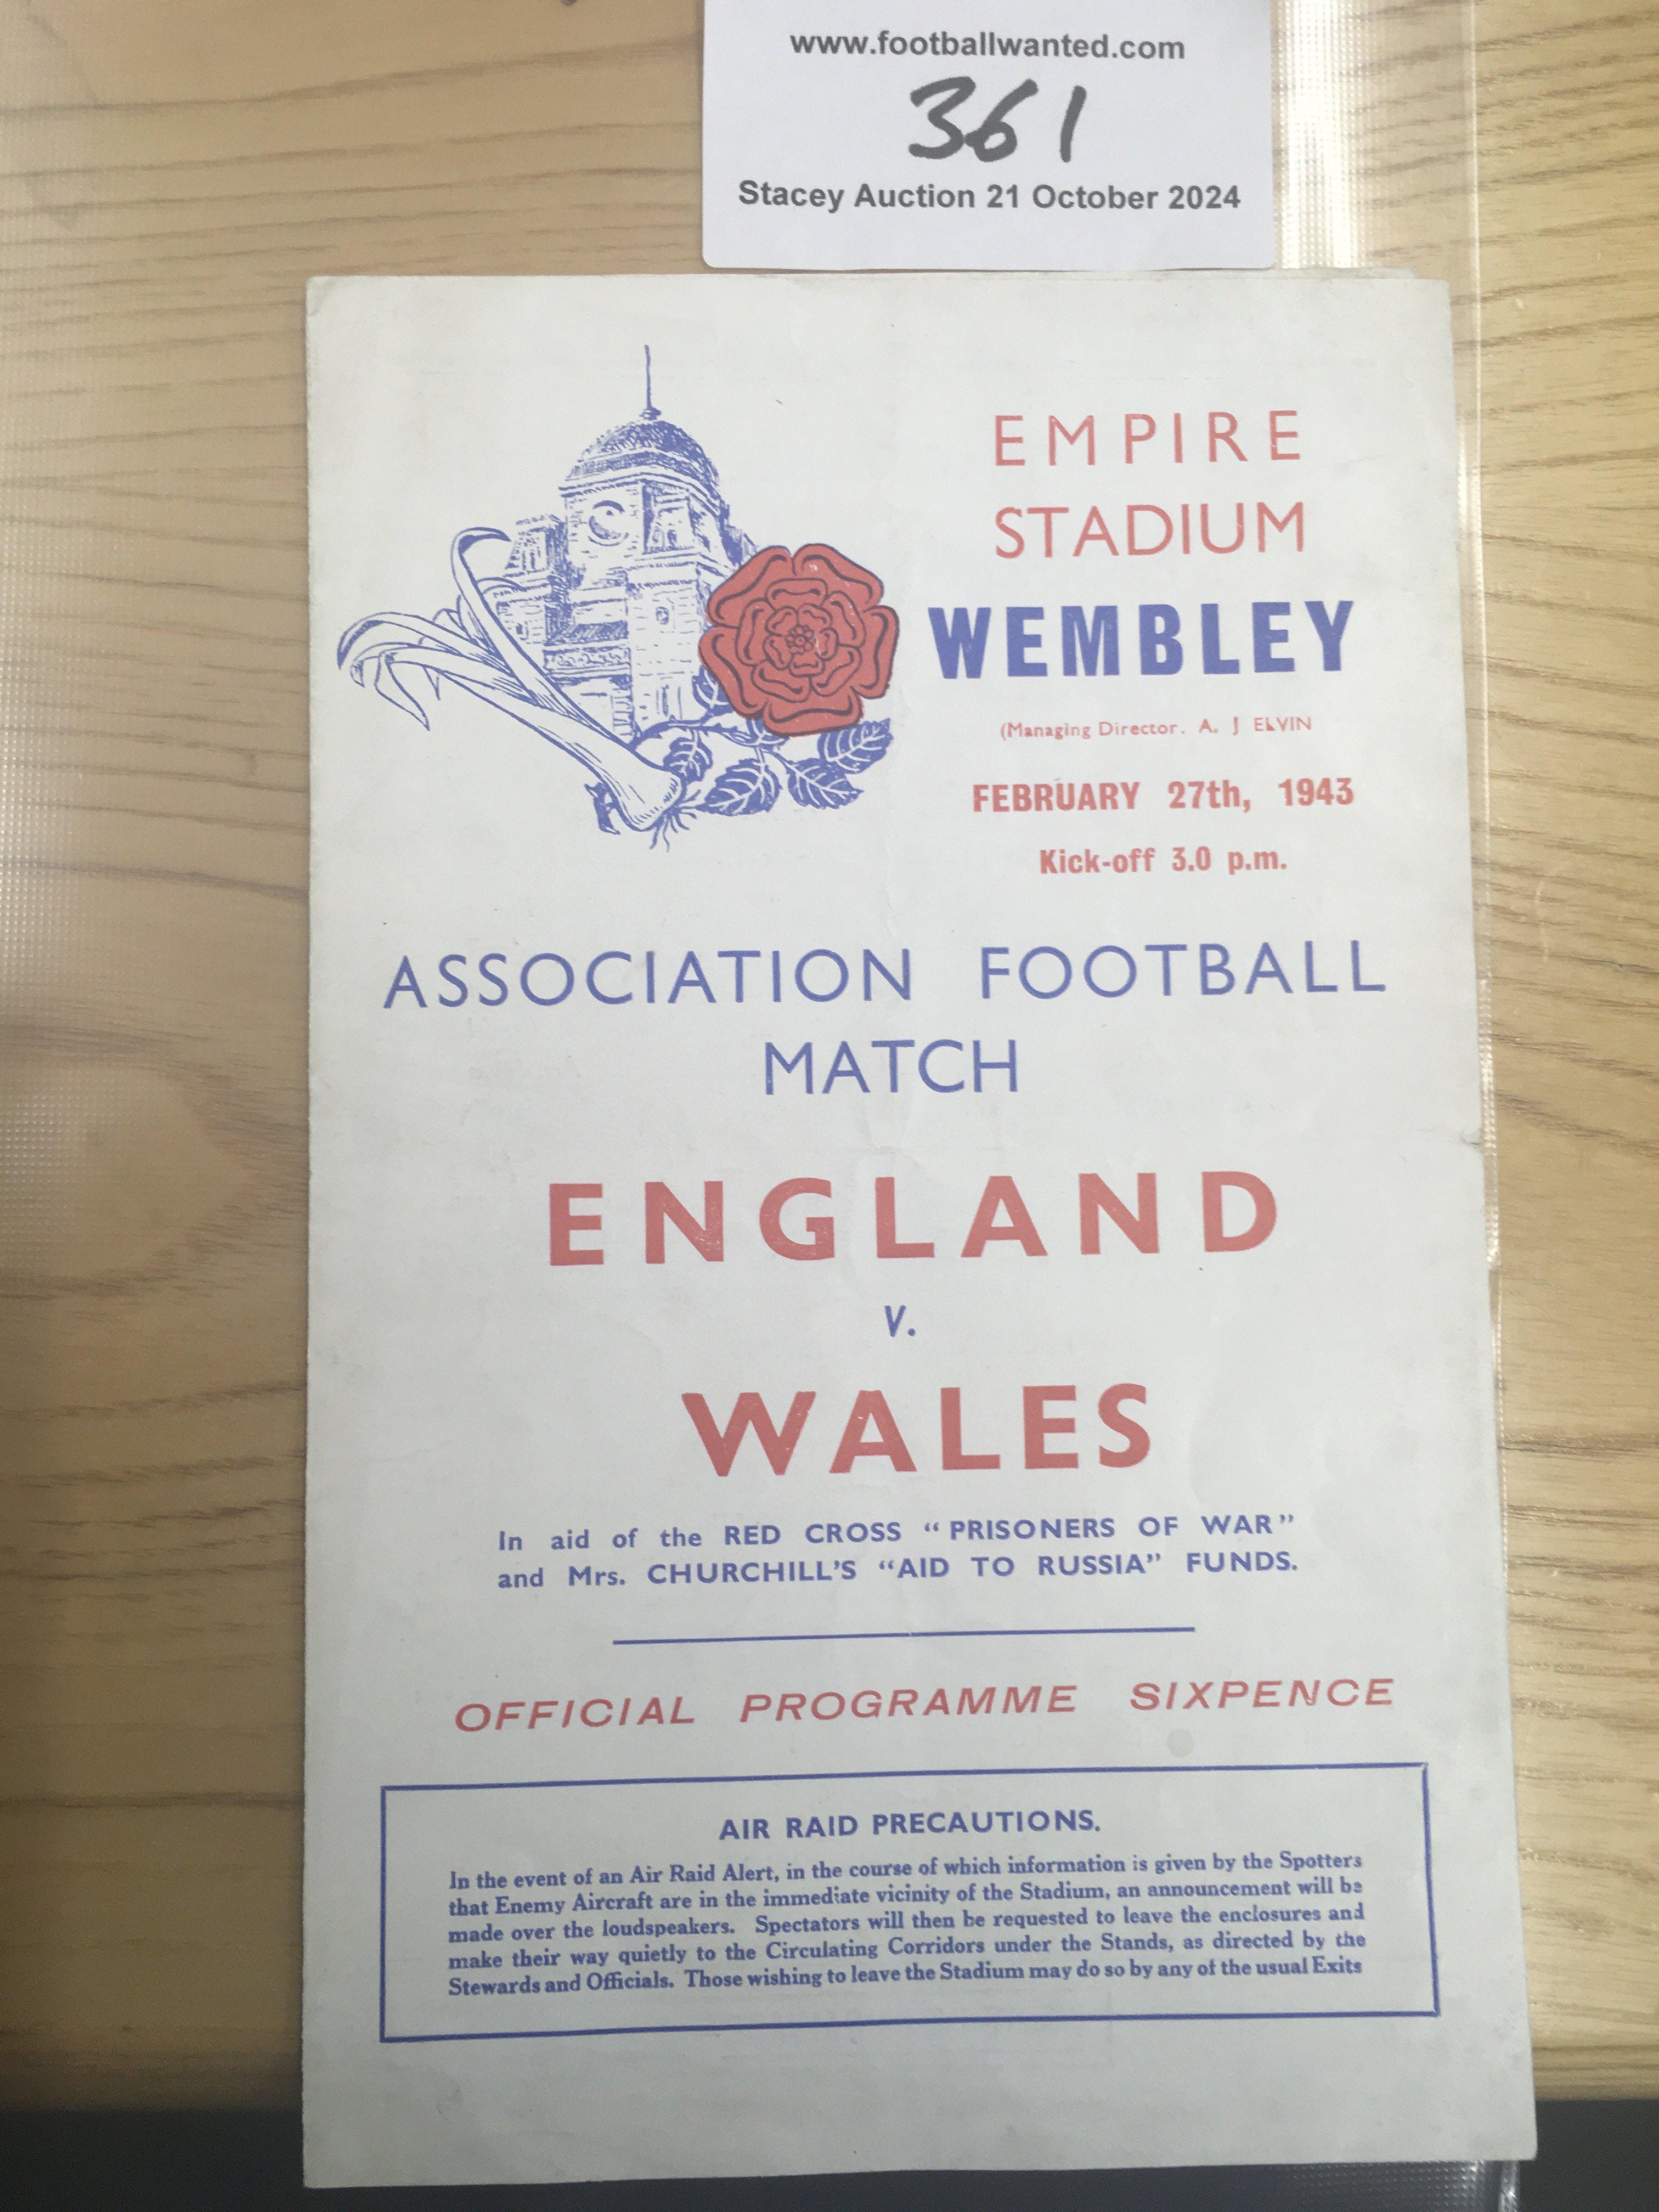 www.footballwanted.com
361
Stacey Auction 21 October 2024
EMPIRE
STADIUM
WEMBLEY
(Managing Director. A. J ELVIN
FEBRUARY 27th, 1943
Kick-off 3.0 p.m.
ASSOCIATION FOOTBALL
MATCH
ENGLAND
v.
WALES
In aid of the RED CROSS “PRISONERS OF WAR”
and Mrs. CHURCHILL'S “AID TO RUSSIA” FUNDS.
OFFICIAL PROGRAMME SIXPENCE
AIR RAID PRECAUTIONS.
In the event of an Air Raid Alert, in the course of which information is given by the Spotters
that Enemy Aircraft are in the immediate vicinity of the Stadium, an announcement will be
made over the loudspeakers. Spectators will then be requested to leave the enclosures and
make their way quietly to the Circulating Corridors under the Stands, as directed by the
Stewards and Officials. Those wishing to leave the Stadium may do so by any of the usual Exits